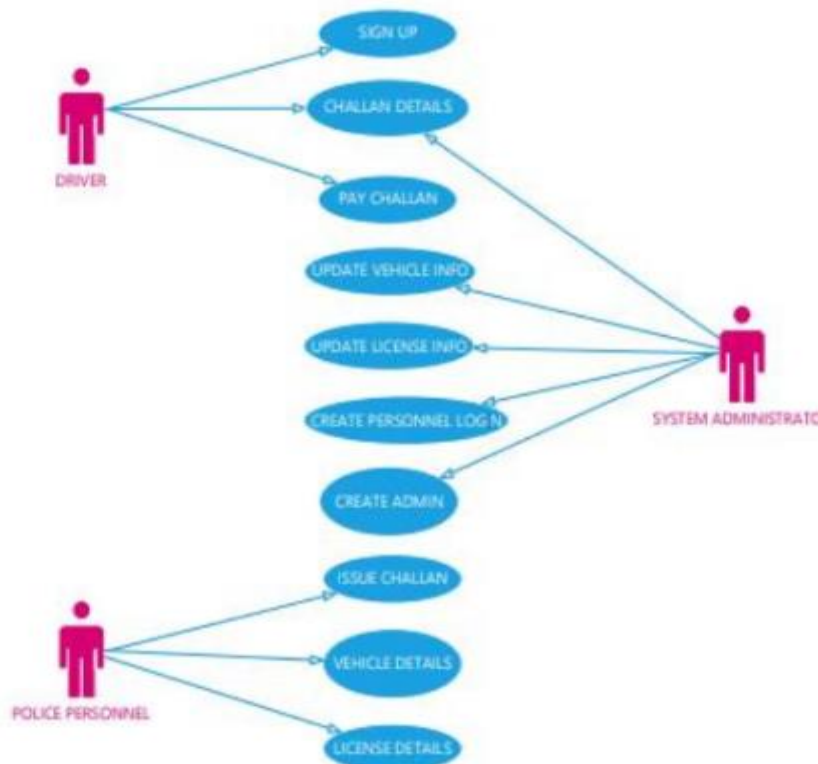 SIGN UP
CHALLAN DETAILS
DRIVER
PAY CHALLAN
UPDATE VEHICLE INFO
UPDATE LICENSE INFO
CREATE PERSONNEL LOGIN
SYSTEM ADMINISTRATO
CREATE ADMIN
ISSUE CHALLAN
VEHICLE DETAILS
POLICE PERSONNEL
LICENSE DETAILS